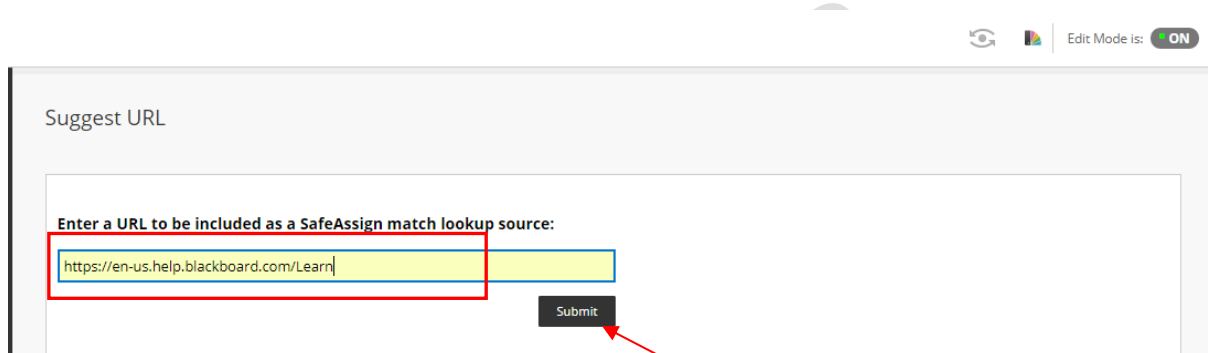 Edit Mode is: ON
Suggest URL
Enter a URL to be included as a SafeAssign match lookup source:
https://en-us.help.blackboard.com/Learn
Submit